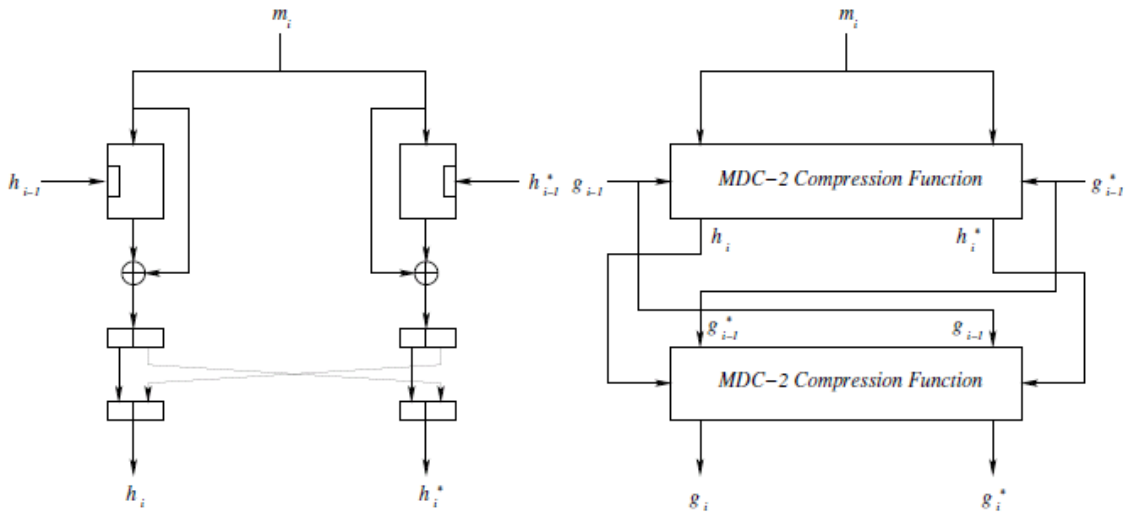 m_i m_i
h_{i-1} h*_{i-1} g_{i-1} MDC-2 Compression Function g*_{i-1}
h_i h*_i
g*_{i-1} g_{i-1}
MDC-2 Compression Function
h_i h*_i g_i g*_i